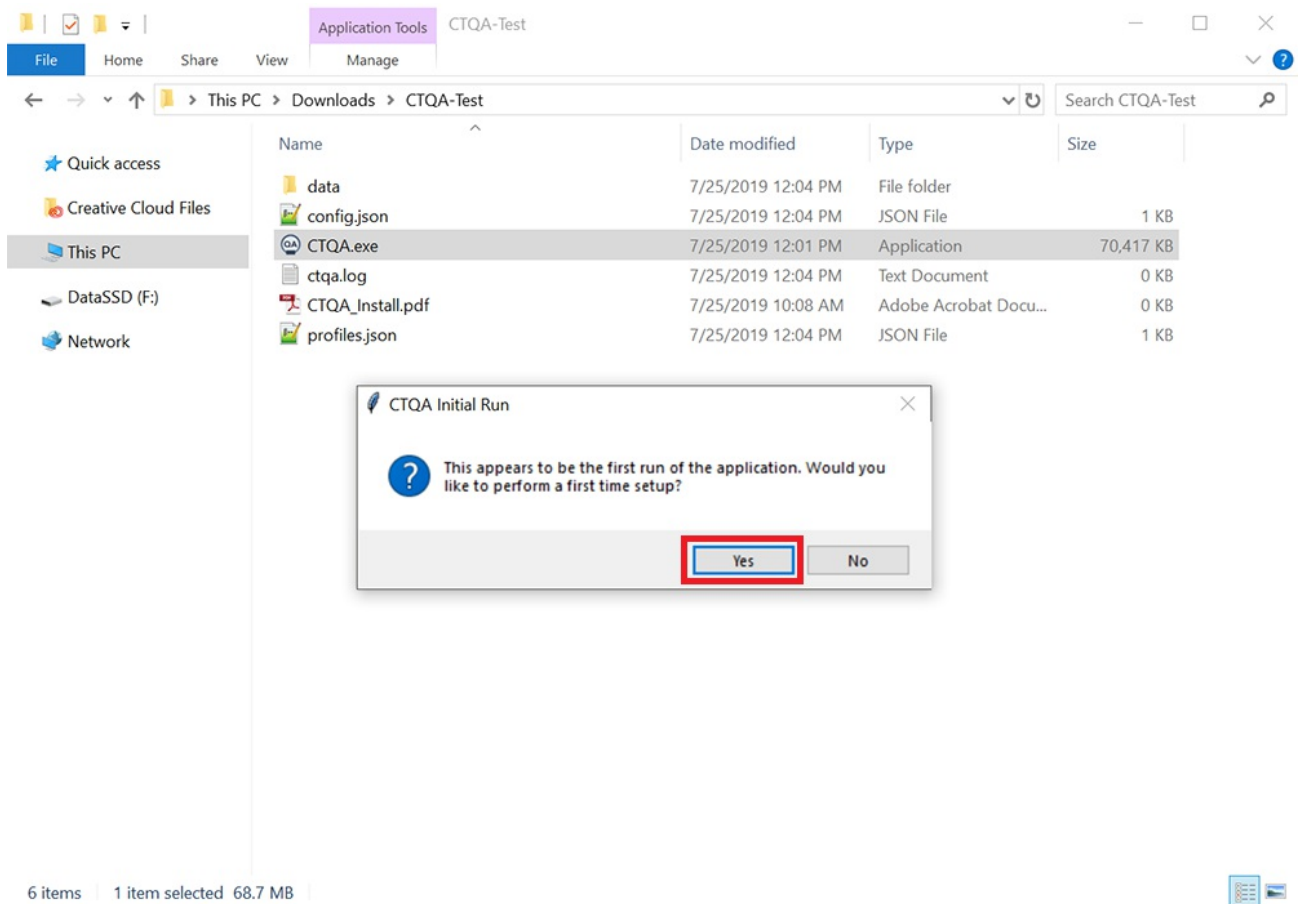 Application Tools CTQA-Test
File Home Share View Manage
This PC > Downloads > CTQA-Test Search CTQA-Test
Name Date modified Type Size
Quick access
Creative Cloud Files
This PC
DataSSD (F:)
Network
data 7/25/2019 12:04 PM File folder
config.json 7/25/2019 12:04 PM JSON File 1 KB
CTQA.exe 7/25/2019 12:01 PM Application 70,417 KB
ctqa.log 7/25/2019 12:04 PM Text Document 0 KB
CTQA_Install.pdf 7/25/2019 10:08 AM Adobe Acrobat Docu... 0 KB
profiles.json 7/25/2019 12:04 PM JSON File 1 KB
CTQA Initial Run
This appears to be the first run of the application. Would you
like to perform a first time setup?
Yes No
6 items 1 item selected 68.7 MB